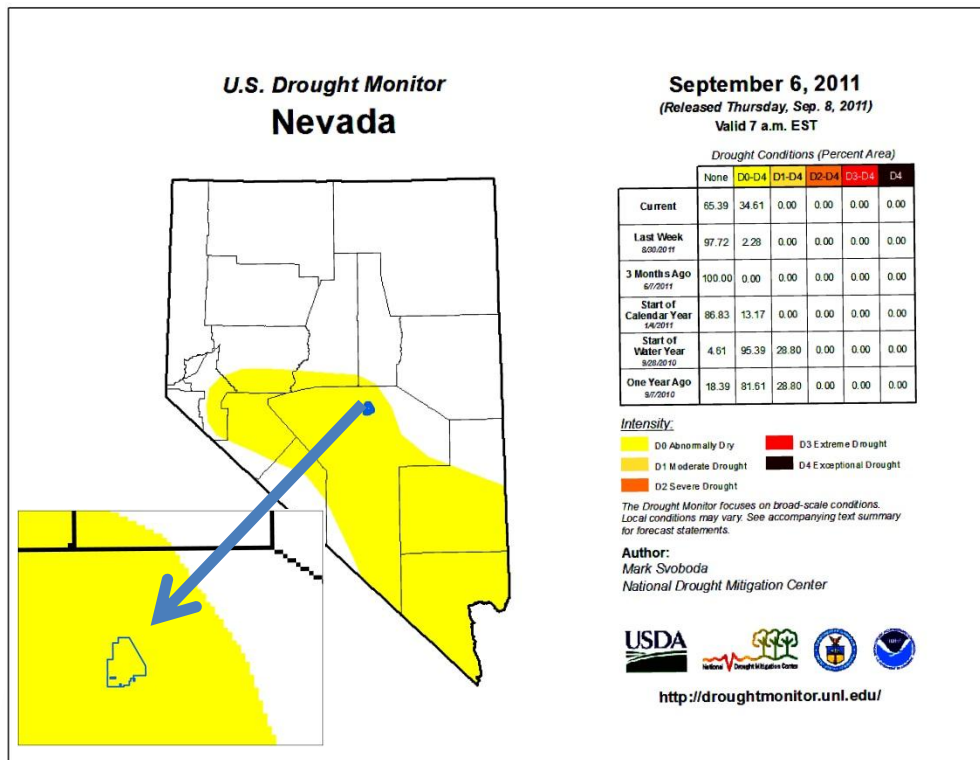 U.S. Drought Monitor
Nevada
September 6, 2011
(Released Thursday, Sep. 8, 2011)
Valid 7 a.m. EST
Drought Conditions (Percent Area)
None D0-D4 D1-D4 D2-D4 D3-D4 D4
Current 65.39 34.61 0.00 0.00 0.00 0.00
Last Week 97.72 2.28 0.00 0.00 0.00 0.00
8/30/2011
3 Months Ago 100.00 0.00 0.00 0.00 0.00 0.00
6/7/2011
Start of
Calendar Year 86.83 13.17 0.00 0.00 0.00 0.00
1/4/2011
Start of
Water Year 4.61 95.39 28.80 0.00 0.00 0.00
9/28/2010
One Year Ago 18.39 81.61 28.80 0.00 0.00 0.00
9/7/2010
Intensity:
D0 Abnormally Dry D3 Extreme Drought
D1 Moderate Drought D4 Exceptional Drought
D2 Severe Drought
The Drought Monitor focuses on broad-scale conditions.
Local conditions may vary. See accompanying text summary
for forecast statements.
Author:
Mark Svoboda
National Drought Mitigation Center
USDA
National Drought Mitigation Center
http://droughtmonitor.unl.edu/